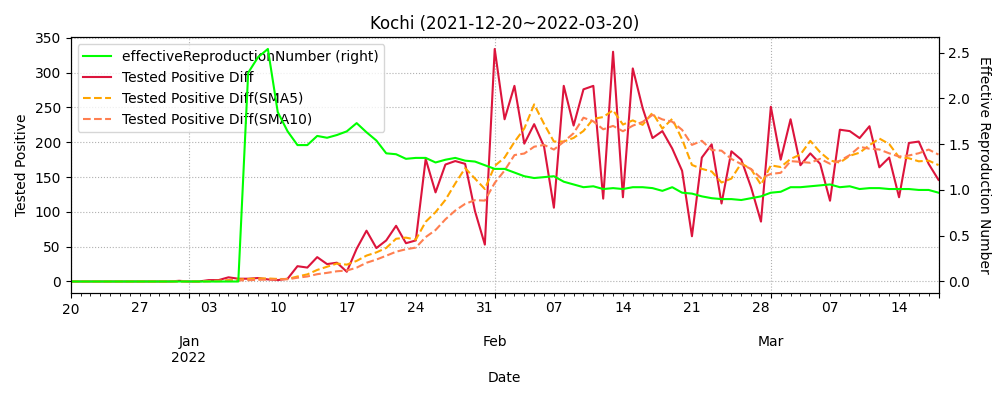 Kochi (2021-12-20~2022-03-20)
effectiveReproductionNumber (right)
Tested Positive Diff
Tested Positive Diff(SMA5)
Tested Positive Diff(SMA10)
Tested Positive
350
300
250
200
150
100
50
0
2.5
2.0
1.5
1.0
0.5
0.0
Effective Reproduction Number
20 27 03 10 17 24 31 07 14 21 28 07 14
Jan Feb Mar
2022
Date